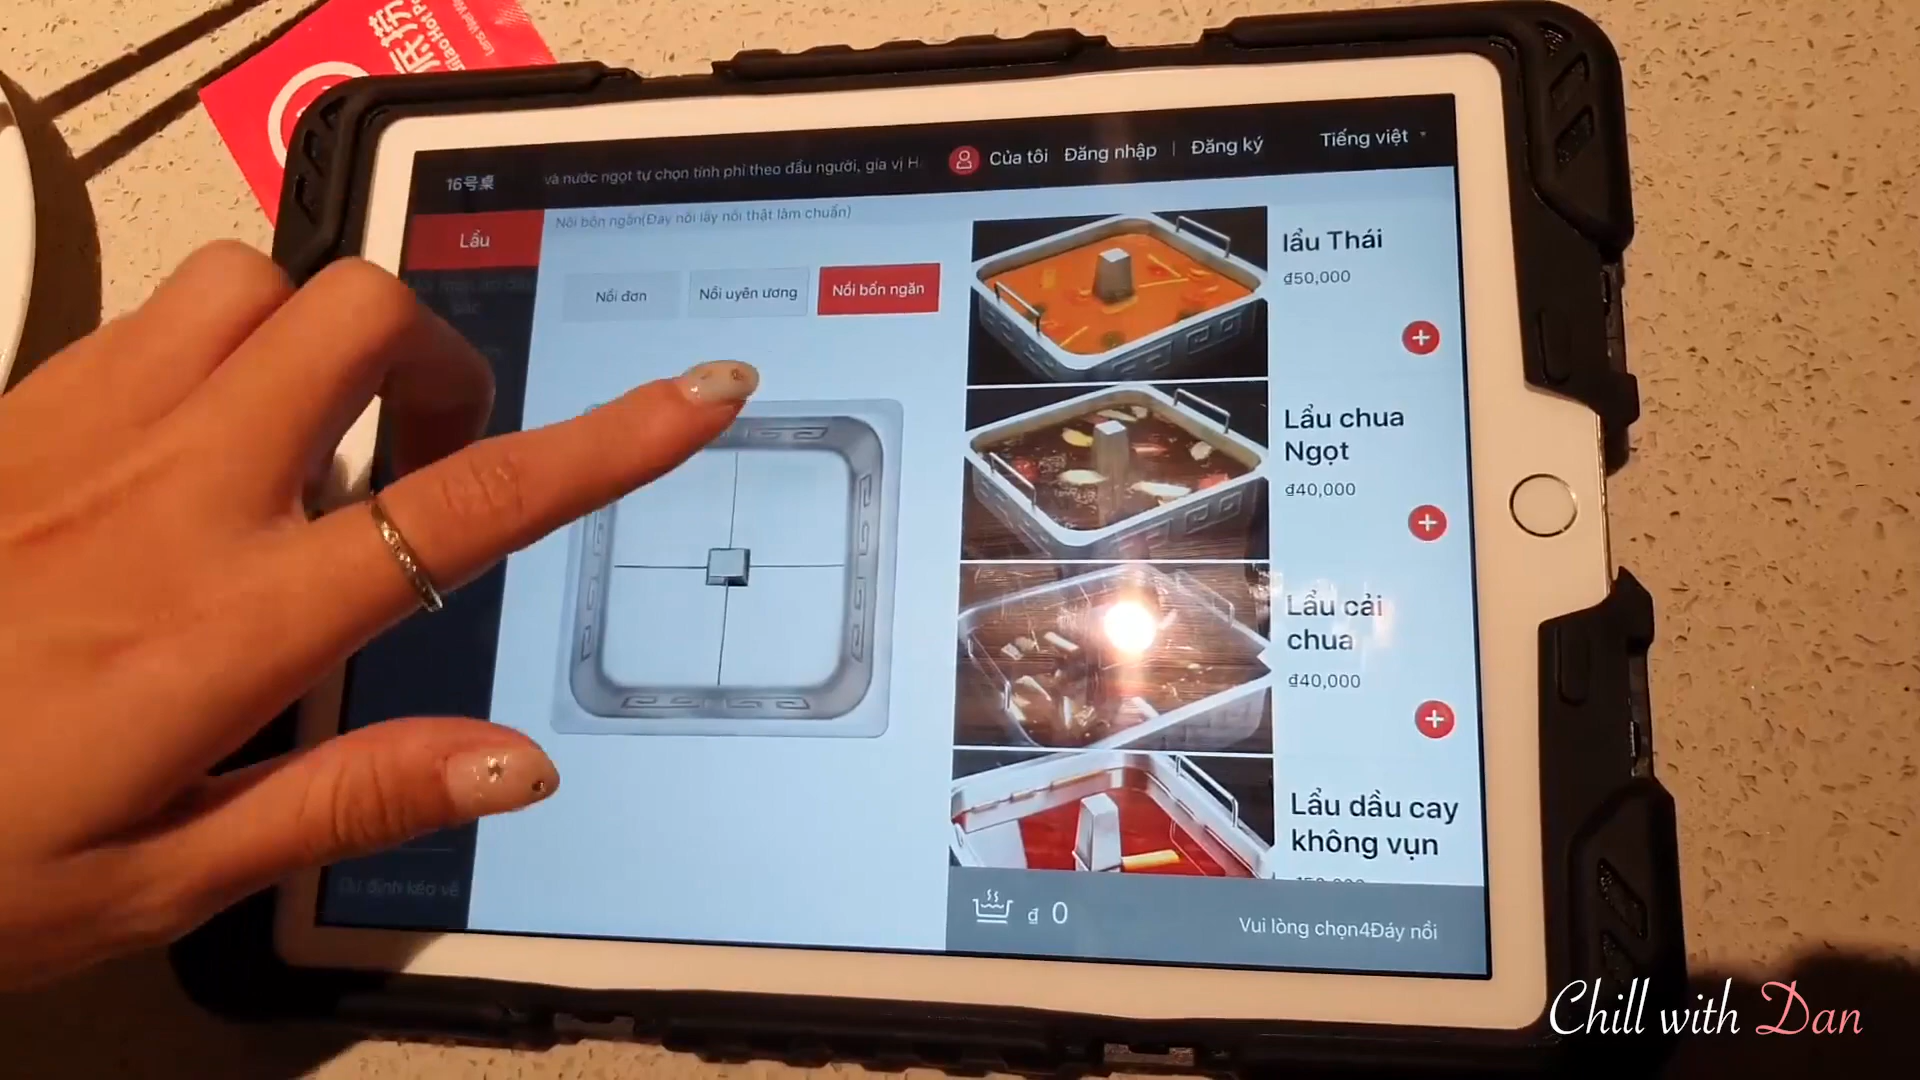 16号桌
và nước ngọt tự chọn tính phí theo đầu người, gia vị H
Của tôi
Đăng nhập | Đăng ký
Tiếng việt
Lẩu
Nồi bốn ngăn(Đáy nồi lấy nồi thật làm chuẩn)
Nồi đơn
Nồi uyên ương
Nồi bốn ngăn
lẩu Thái
₫50,000
Lẩu chua
Ngọt
₫40,000
Lẩu cải
chua
₫40,000
Lẩu dầu cay
không vụn
₫ 0
Vui lòng chọn4Đáy nồi
Chill with Dan